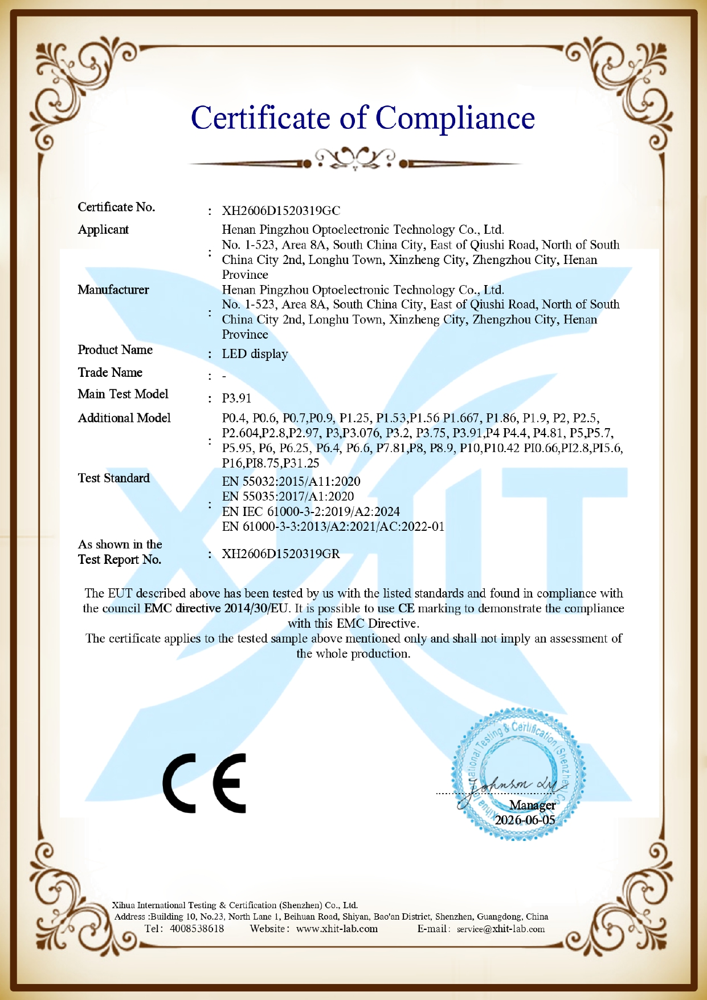 Certificate of Compliance
Certificate No. : XH2606D1520319GC
Applicant : Henan Pingzhou Optoelectronic Technology Co., Ltd.
No. 1-523, Area 8A, South China City, East of Qiushi Road, North of South
China City 2nd, Longhu Town, Xinzheng City, Zhengzhou City, Henan
Province
Manufacturer : Henan Pingzhou Optoelectronic Technology Co., Ltd.
No. 1-523, Area 8A, South China City, East of Qiushi Road, North of South
China City 2nd, Longhu Town, Xinzheng City, Zhengzhou City, Henan
Province
Product Name : LED display
Trade Name : -
Main Test Model : P3.91
Additional Model : P0.4, P0.6, P0.7,P0.9, P1.25, P1.53,P1.56 P1.667, P1.86, P1.9, P2, P2.5,
P2.604,P2.8,P2.97, P3,P3.076, P3.2, P3.75, P3.91,P4 P4.4, P4.81, P5,P5.7,
P5.95, P6, P6.25, P6.4, P6.6, P7.81,P8, P8.9, P10,P10.42 PI0.66,PI2.8,PI5.6,
P16,PI8.75,P31.25
Test Standard : EN 55032:2015/A11:2020
EN 55035:2017/A1:2020
EN IEC 61000-3-2:2019/A2:2024
EN 61000-3-3:2013/A2:2021/AC:2022-01
As shown in the
Test Report No. : XH2606D1520319GR
The EUT described above has been tested by us with the listed standards and found in compliance with
the council EMC directive 2014/30/EU. It is possible to use CE marking to demonstrate the compliance
with this EMC Directive.
The certificate applies to the tested sample above mentioned only and shall not imply an assessment of
the whole production.
XHIT
CE
Johnson
Manager
2026-06-05
Xihua International Testing & Certification (Shenzhen) Co., Ltd.
Address :Building 10, No.23, North Lane 1, Beihuan Road, Shiyan, Bao'an District, Shenzhen, Guangdong, China
Tel: 4008538618 Website: www.xhit-lab.com E-mail: service@xhit-lab.com